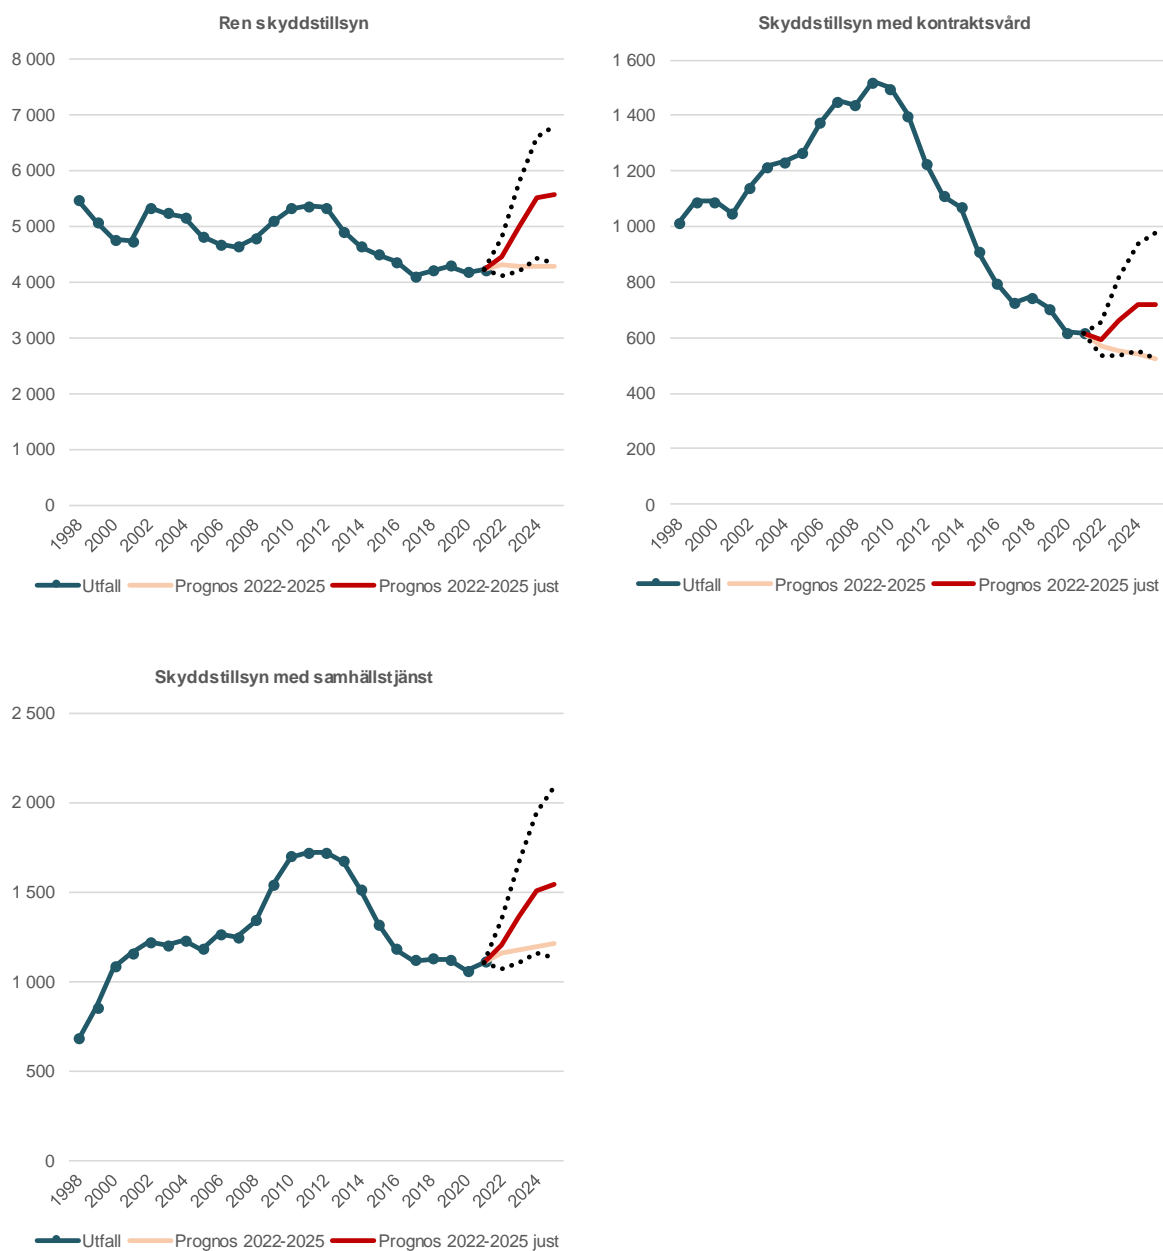 Ren skyddstillsyn
8 000
7 000
6 000
5 000
4 000
3 000
2 000
1 000
0
1998 2000 2002 2004 2006 2008 2010 2012 2014 2016 2018 2020 2022 2024
Utfall Prognos 2022-2025 Prognos 2022-2025 just
Skyddstillsyn med kontraktsvård
1 600
1 400
1 200
1 000
800
600
400
200
0
1998 2000 2002 2004 2006 2008 2010 2012 2014 2016 2018 2020 2022 2024
Utfall Prognos 2022-2025 Prognos 2022-2025 just
Skyddstillsyn med samhällstjänst
2 500
2 000
1 500
1 000
500
0
1998 2000 2002 2004 2006 2008 2010 2012 2014 2016 2018 2020 2022 2024
Utfall Prognos 2022-2025 Prognos 2022-2025 just